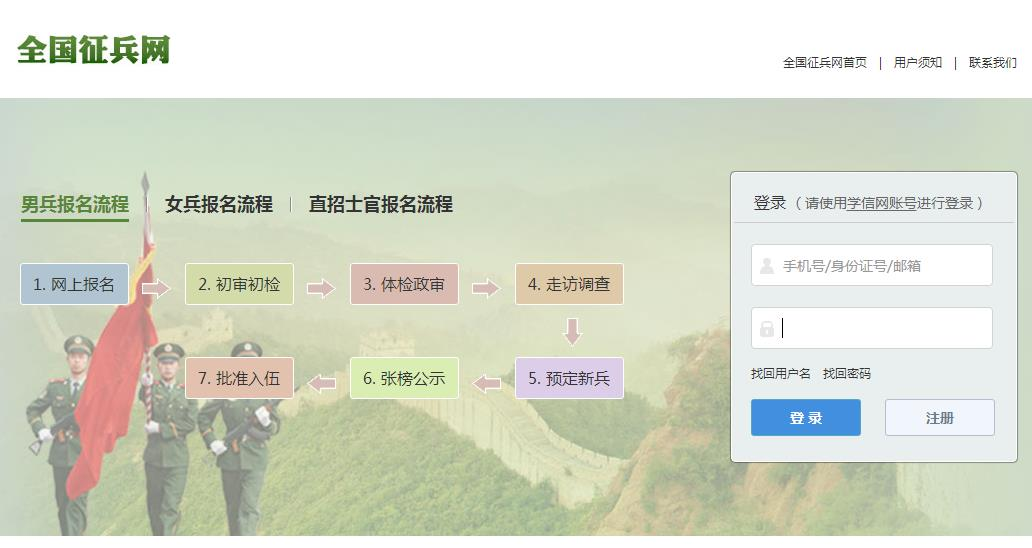 全国征兵网
全国征兵网首页 | 用户须知 | 联系我们
男兵报名流程 | 女兵报名流程 | 直招士官报名流程
1. 网上报名
2. 初审初检
3. 体检政审
4. 走访调查
5. 预定新兵
6. 张榜公示
7. 批准入伍
登录 （请使用学信网账号进行登录）
手机号/身份证号/邮箱
找回用户名 找回密码
登 录 注册